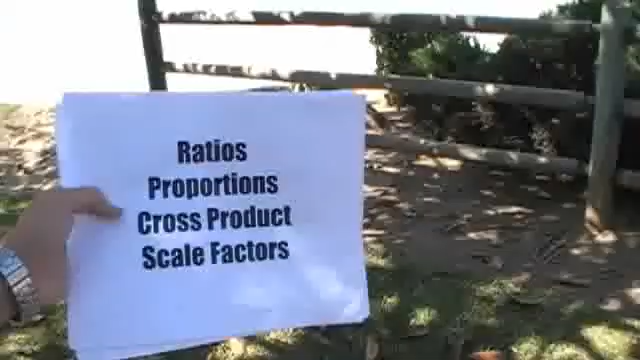 Ratios
Proportions
Cross Product
Scale Factors